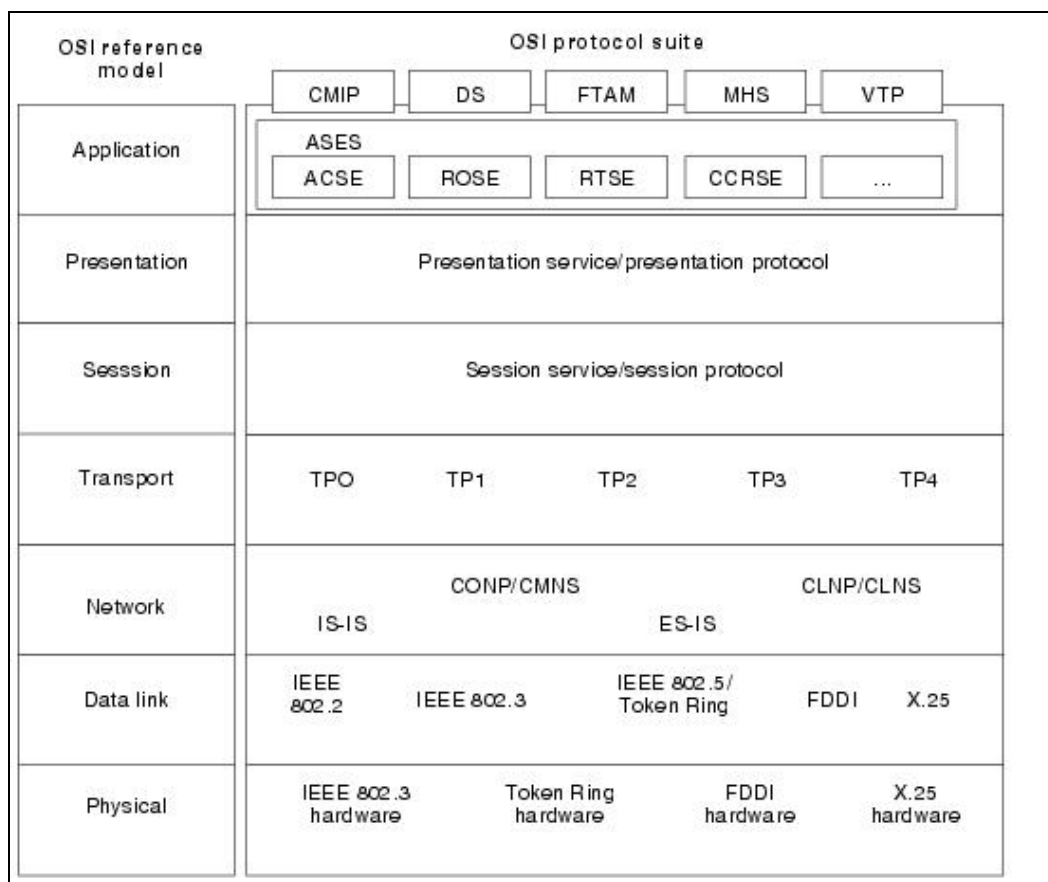 OSI reference
model
OSI protocol suite
CMIP DS FTAM MHS VTP
Application
ASES
ACSE ROSE RTSE CCRSE ...
Presentation
Presentation service/presentation protocol
Sesssion
Session service/session protocol
Transport
TPO TP1 TP2 TP3 TP4
Network
CONP/CMNS CLNP/CLNS
IS-IS ES-IS
Data link
IEEE
802.2
IEEE 802.3
IEEE 802.5/
Token Ring
FDDI
X.25
Physical
IEEE 802.3
hardware
Token Ring
hardware
FDDI
hardware
X.25
hardware